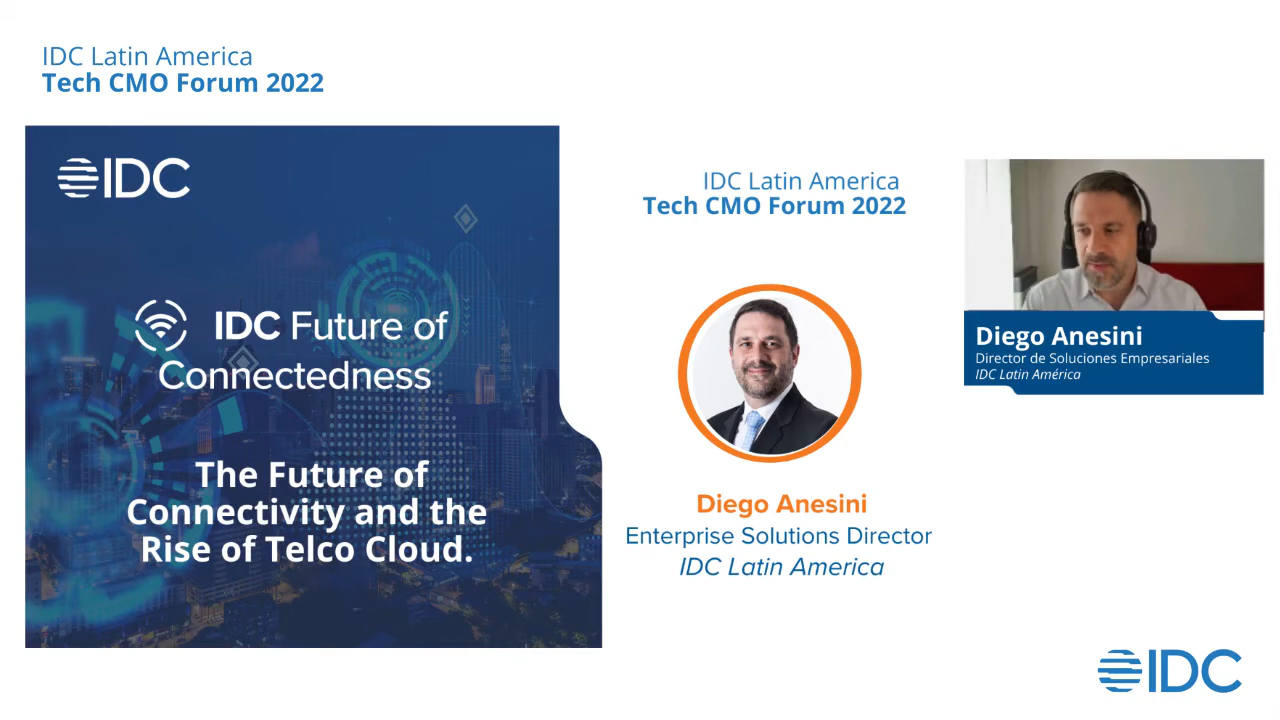 IDC Latin America
Tech CMO Forum 2022
IDC
IDC Future of
Connectedness
The Future of
Connectivity and the
Rise of Telco Cloud.
IDC Latin America
Tech CMO Forum 2022
Diego Anesini
Enterprise Solutions Director
IDC Latin America
Diego Anesini
Director de Soluciones Empresariales
IDC Latin América
IDC